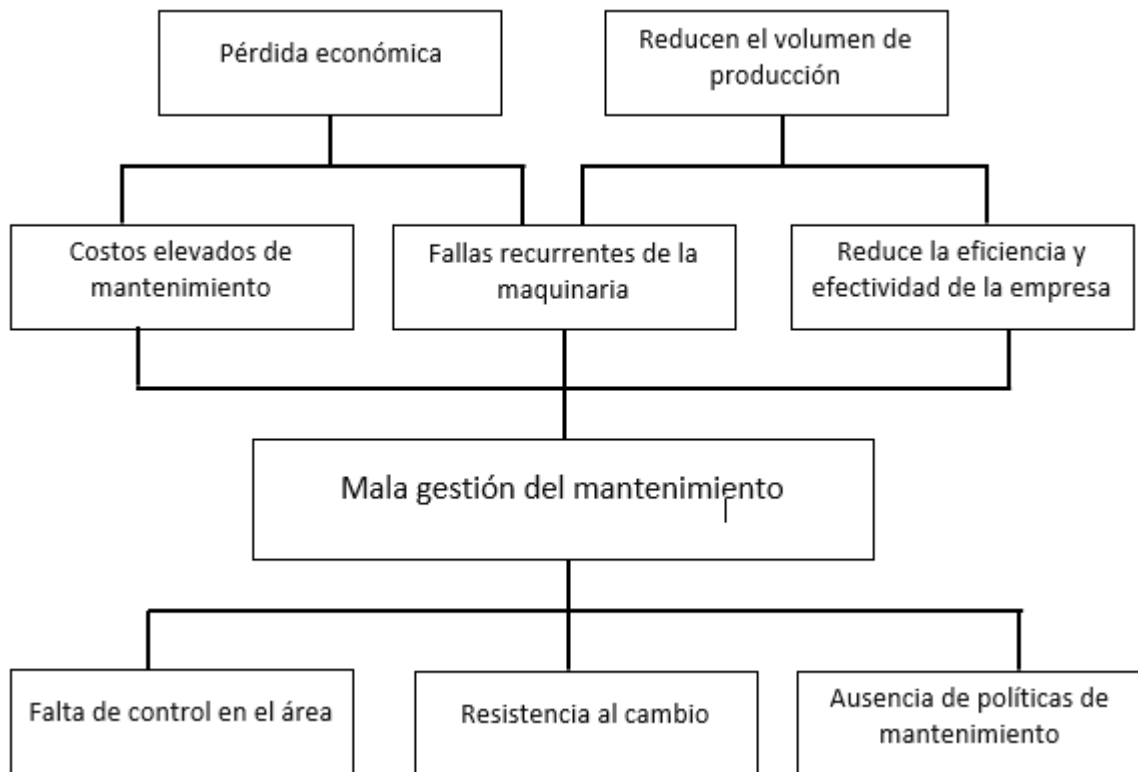 Pérdida económica
Reducen el volumen de
producción
Costos elevados de
mantenimiento
Fallas recurrentes de la
maquinaria
Reduce la eficiencia y
efectividad de la empresa
Mala gestión del mantenimiento
Falta de control en el área
Resistencia al cambio
Ausencia de políticas de
mantenimiento